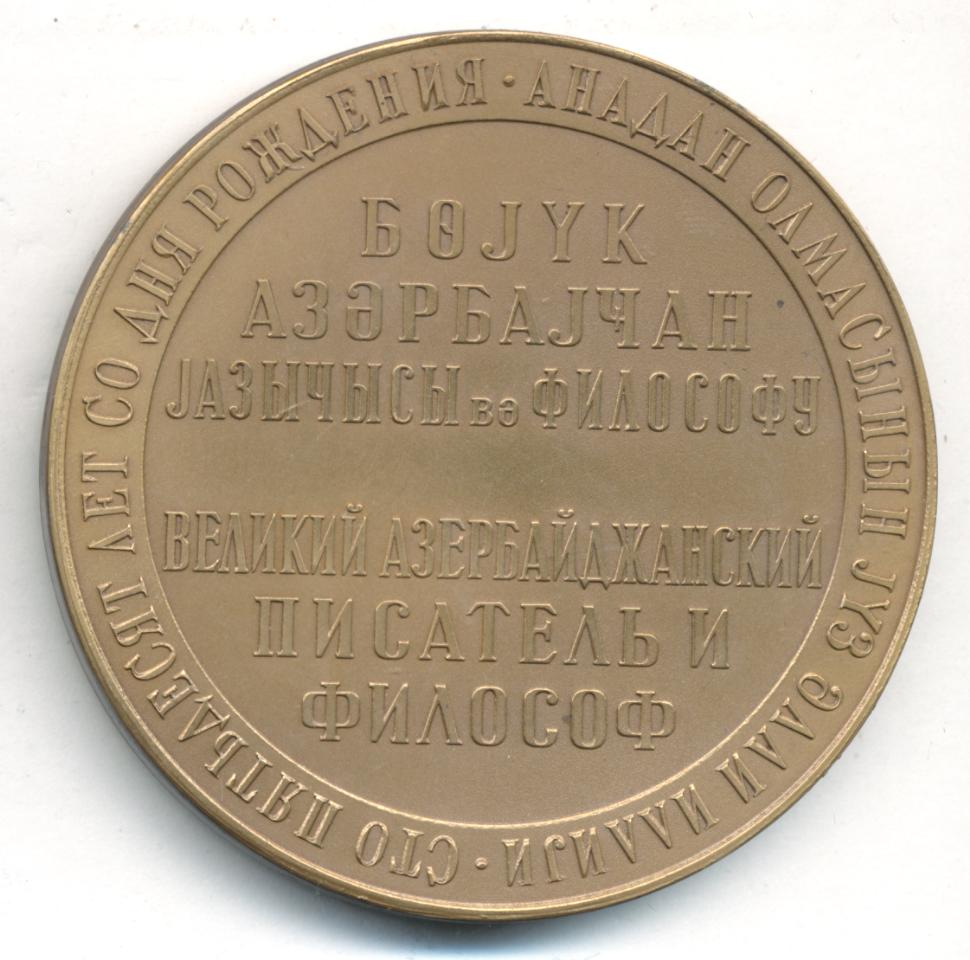 БӨЈҮК
АЗӘРБАЈҸАН
ЈАЗЫЧЫСЫ вә ФИЛОСОФУ
ВЕЛИКИЙ АЗЕРБАЙДЖАНСКИЙ
ПИСАТЕЛЬ И
ФИЛОСОФ
АНАДАН ОЛМАСЫНЫН ЈҮЗ ӘЛЛИ ИЛЛИЈИ ·
СТО ПЯТЬДЕСЯТ ЛЕТ СО ДНЯ РОЖДЕНИЯ ·